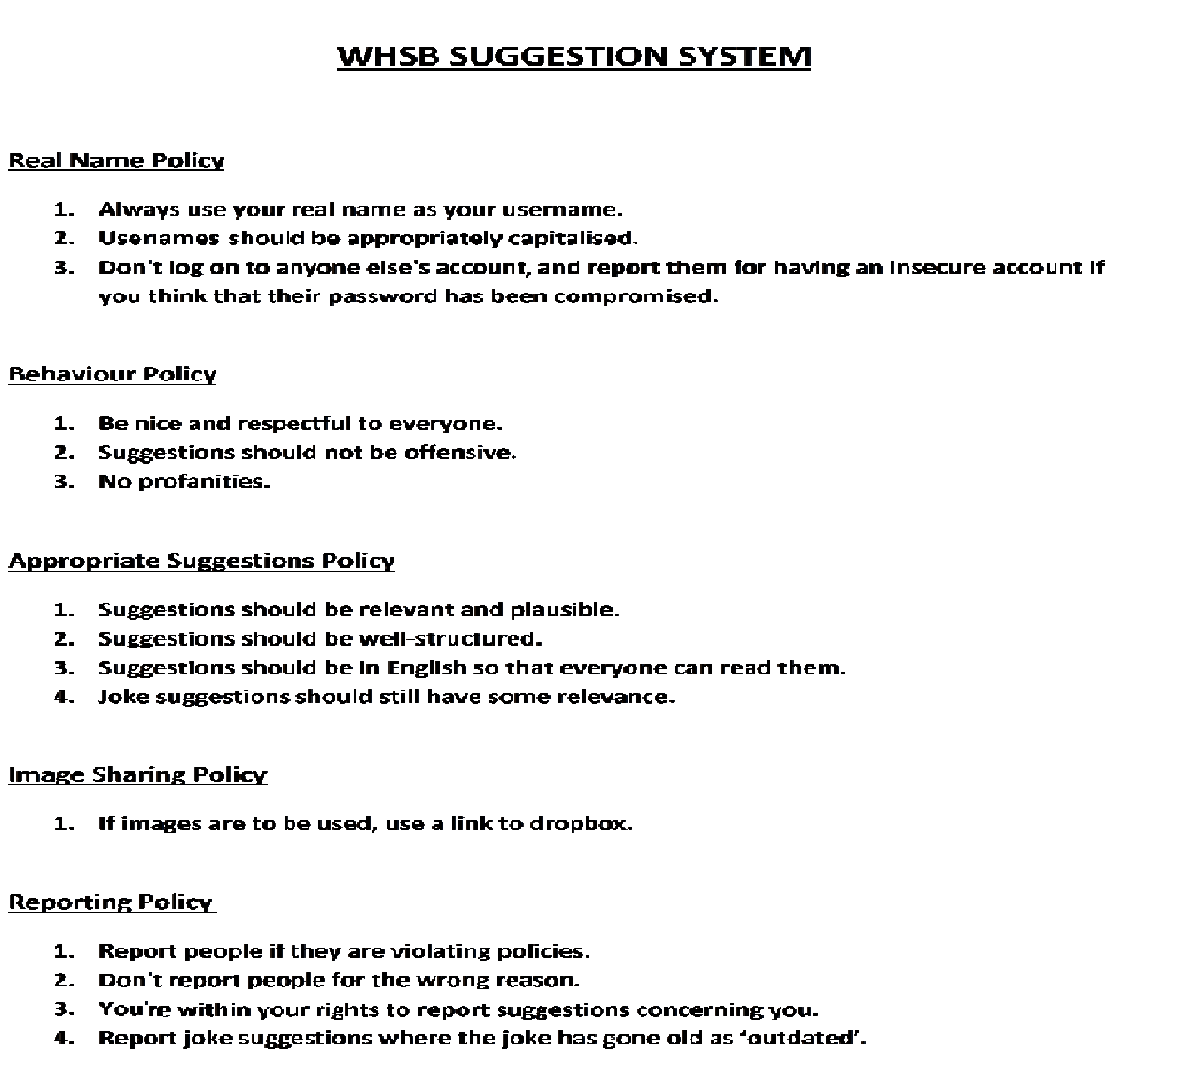 WHSB SUGGESTION SYSTEM
Real Name Policy
1. Always use your real name as your username.
2. Usenames should be appropriately capitalised.
3. Don't log on to anyone else's account, and report them for having an insecure account if
you think that their password has been compromised.
Behaviour Policy
1. Be nice and respectful to everyone.
2. Suggestions should not be offensive.
3. No profanities.
Appropriate Suggestions Policy
1. Suggestions should be relevant and plausible.
2. Suggestions should be well-structured.
3. Suggestions should be in English so that everyone can read them.
4. Joke suggestions should still have some relevance.
Image Sharing Policy
1. If images are to be used, use a link to dropbox.
Reporting Policy
1. Report people if they are violating policies.
2. Don't report people for the wrong reason.
3. You're within your rights to report suggestions concerning you.
4. Report joke suggestions where the joke has gone old as ‘outdated’.